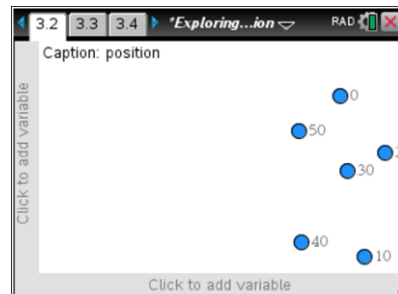 3.2 3.3 3.4 *Exploring...ion RAD
Caption: position
Click to add variable
0
50
30
40
10
Click to add variable